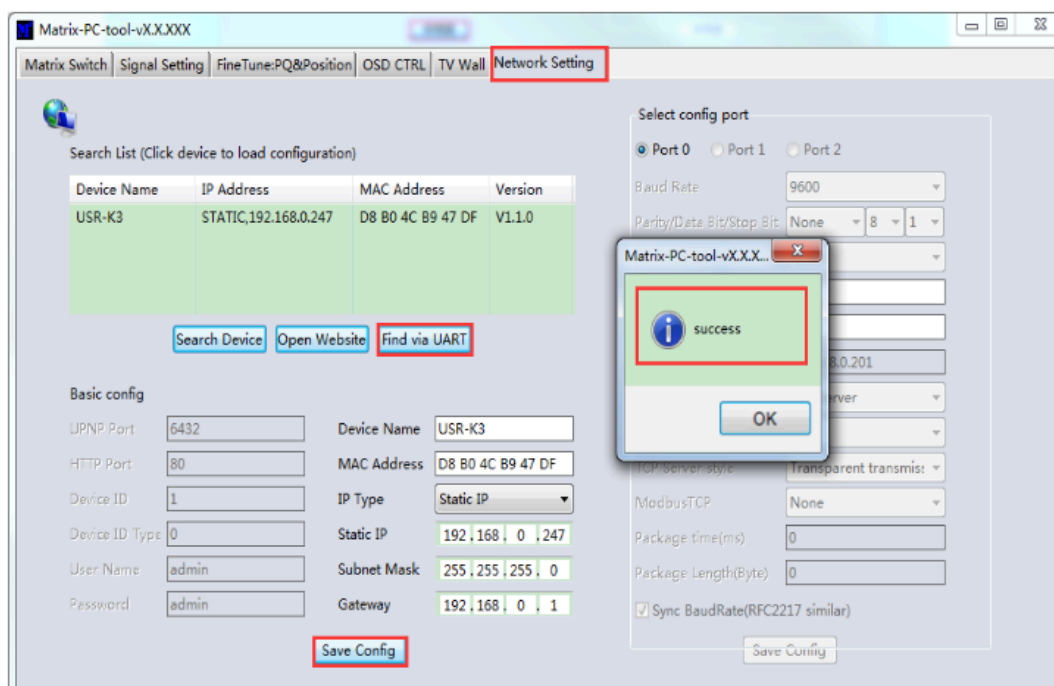 Matrix-PC-tool-vX.X.XXX
Matrix Switch Signal Setting FineTune:PQ&Position OSD CTRL TV Wall Network Setting
Search List (Click device to load configuration)
Device Name IP Address MAC Address Version
USR-K3 STATIC,192.168.0.247 D8 B0 4C B9 47 DF V1.1.0
Search Device Open Website Find via UART
Basic config
UPNP Port 6432
HTTP Port 80
Device ID 1
Device ID Type 0
User Name admin
Password admin
Device Name USR-K3
MAC Address D8 B0 4C B9 47 DF
IP Type Static IP
Static IP 192 . 168 . 0 . 247
Subnet Mask 255 . 255 . 255 . 0
Gateway 192 . 168 . 0 . 1
Save Config
Select config port
Port 0 Port 1 Port 2
Baud Rate 9600
Parity/Data Bit/Stop Bit None 8 1
8.0.201
erver
TCP Server style Transparent transmis:
ModbusTCP None
Package time(ms) 0
Package Length(Byte) 0
Sync BaudRate(RFC2217 similar)
Save Config
Matrix-PC-tool-vX.X.X...
success
OK